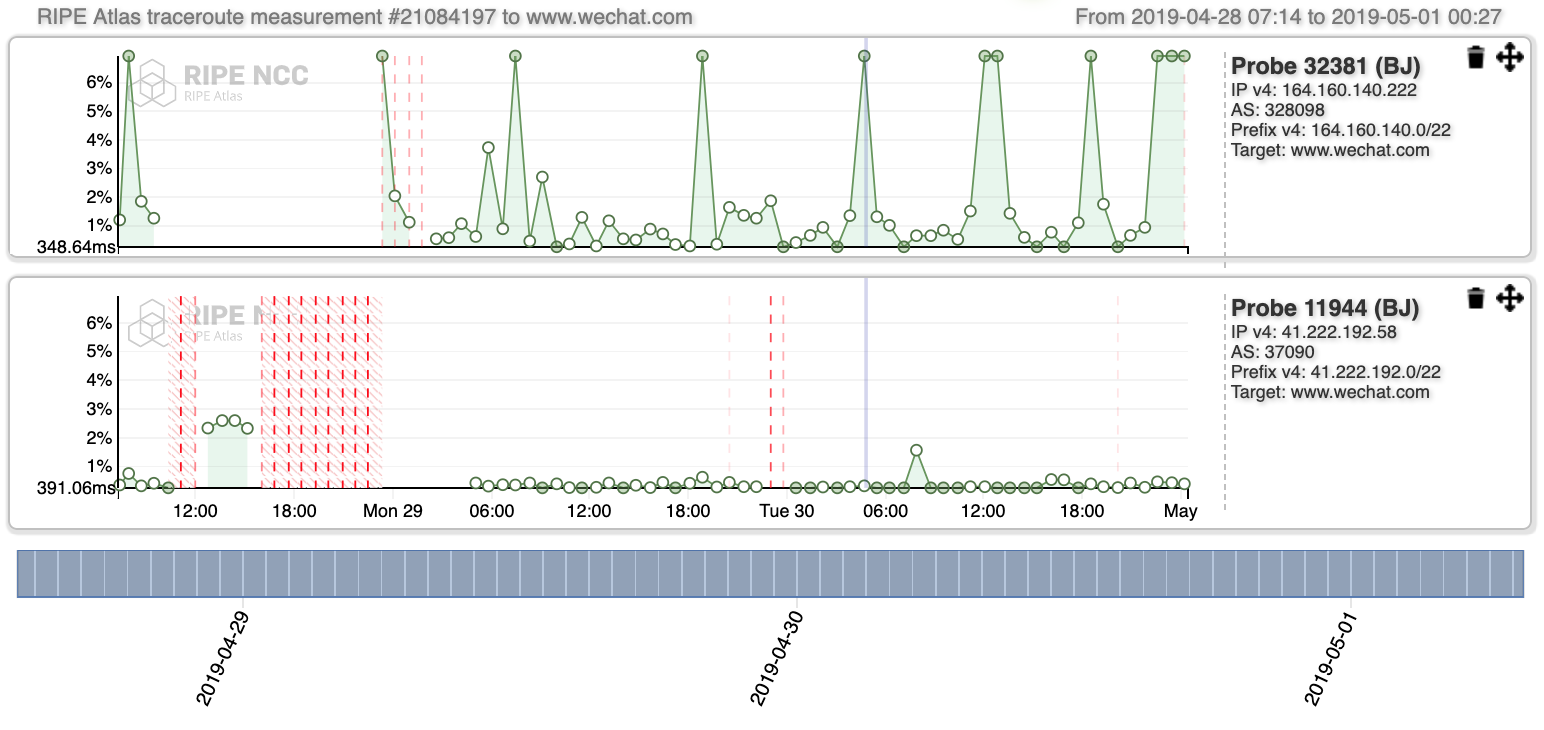 RIPE Atlas traceroute measurement #21084197 to www.wechat.com
From 2019-04-28 07:14 to 2019-05-01 00:27
RIPE NCC
RIPE Atlas
6%
5%
4%
3%
2%
1%
348.64ms
Probe 32381 (BJ)
IP v4: 164.160.140.222
AS: 328098
Prefix v4: 164.160.140.0/22
Target: www.wechat.com
RIPE N
RIPE Atlas
6%
5%
4%
3%
2%
1%
391.06ms
12:00 18:00 Mon 29 06:00 12:00 18:00 Tue 30 06:00 12:00 18:00 May
Probe 11944 (BJ)
IP v4: 41.222.192.58
AS: 37090
Prefix v4: 41.222.192.0/22
Target: www.wechat.com
2019-04-29 2019-04-30 2019-05-01